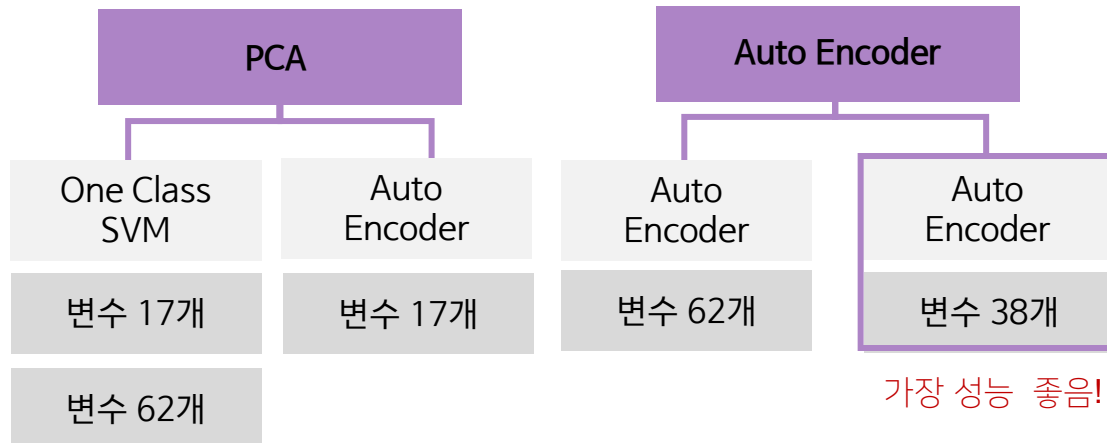 PCA
One Class
SVM
변수 17개
변수 62개
Auto
Encoder
변수 17개
Auto Encoder
Auto
Encoder
변수 62개
Auto
Encoder
변수 38개
가장 성능 좋음!